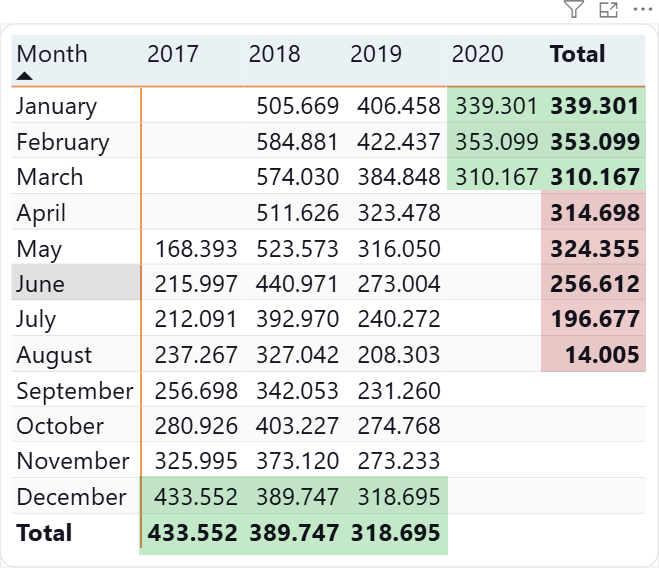 Month 2017 2018 2019 2020 Total
January 505.669 406.458 339.301 339.301
February 584.881 422.437 353.099 353.099
March 574.030 384.848 310.167 310.167
April 511.626 323.478 314.698
May 168.393 523.573 316.050 324.355
June 215.997 440.971 273.004 256.612
July 212.091 392.970 240.272 196.677
August 237.267 327.042 208.303 14.005
September 256.698 342.053 231.260
October 280.926 403.227 274.768
November 325.995 373.120 273.233
December 433.552 389.747 318.695
Total 433.552 389.747 318.695